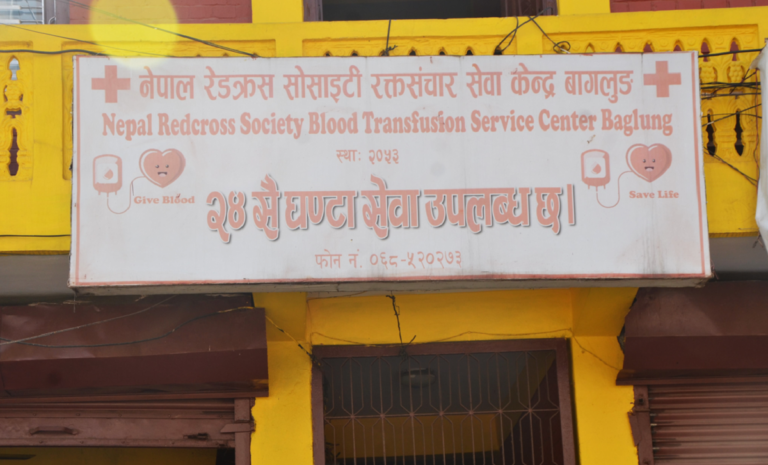 नेपाल रेडक्रस सोसाइटी रक्तसंचार सेवा केन्द्र बागलुङ
Nepal Redcross Society Blood Transfusion Service Center Baglung
स्थाः २०५३
Give Blood
Save Life
२४ सै घण्टा सेवा उपलब्ध छ।
फोन नं. ०६८-५२०२७३